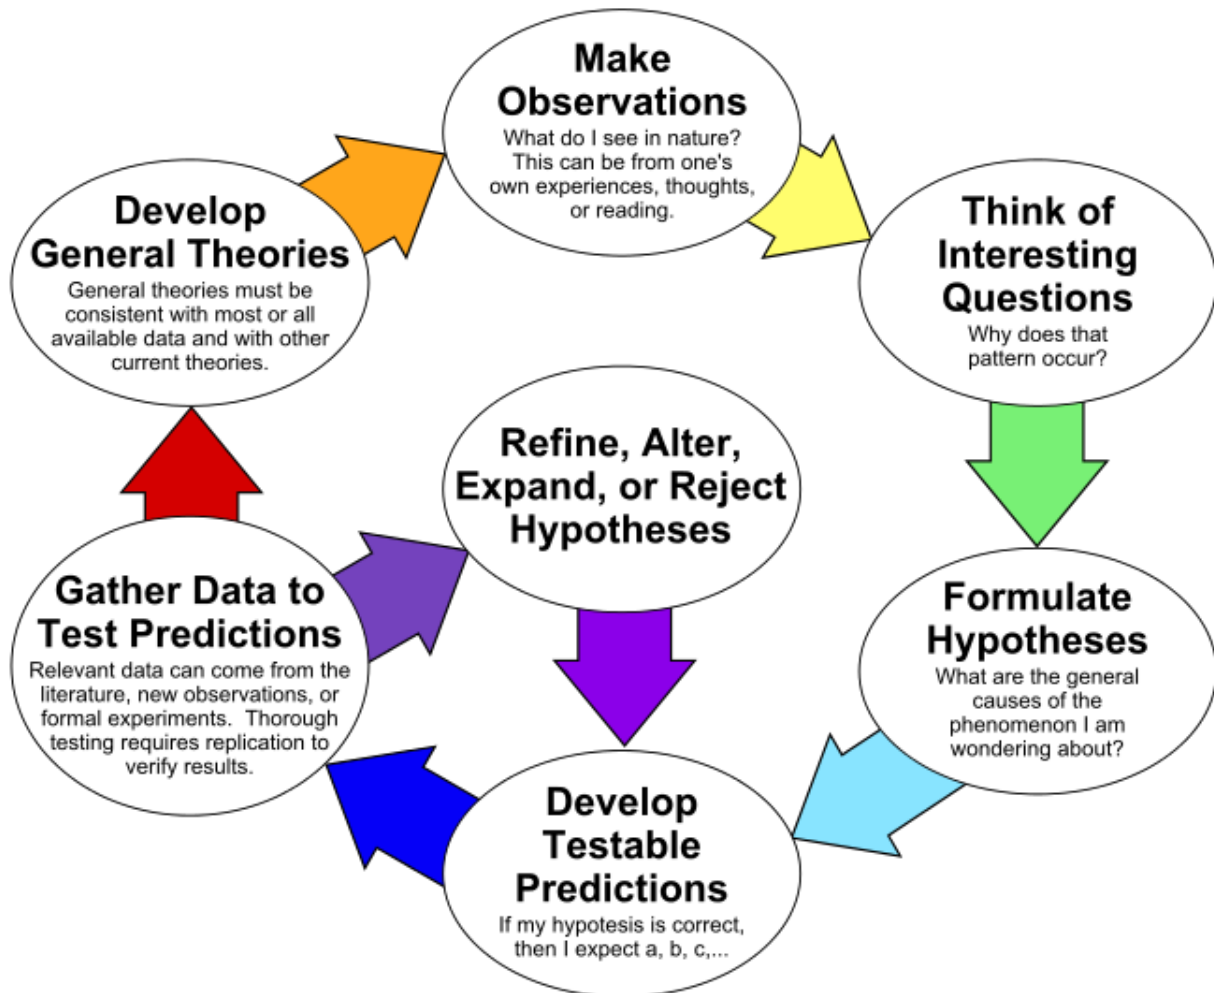 Make
Observations
What do I see in nature?
This can be from one's
own experiences, thoughts,
or reading.
Think of
Interesting
Questions
Why does that
pattern occur?
Formulate
Hypotheses
What are the general
causes of the
phenomenon I am
wondering about?
Develop
Testable
Predictions
If my hypotesis is correct,
then I expect a, b, c,...
Gather Data to
Test Predictions
Relevant data can come from the
literature, new observations, or
formal experiments.  Thorough
testing requires replication to
verify results.
Refine, Alter,
Expand, or Reject
Hypotheses
Develop
General Theories
General theories must be
consistent with most or all
available data and with other
current theories.